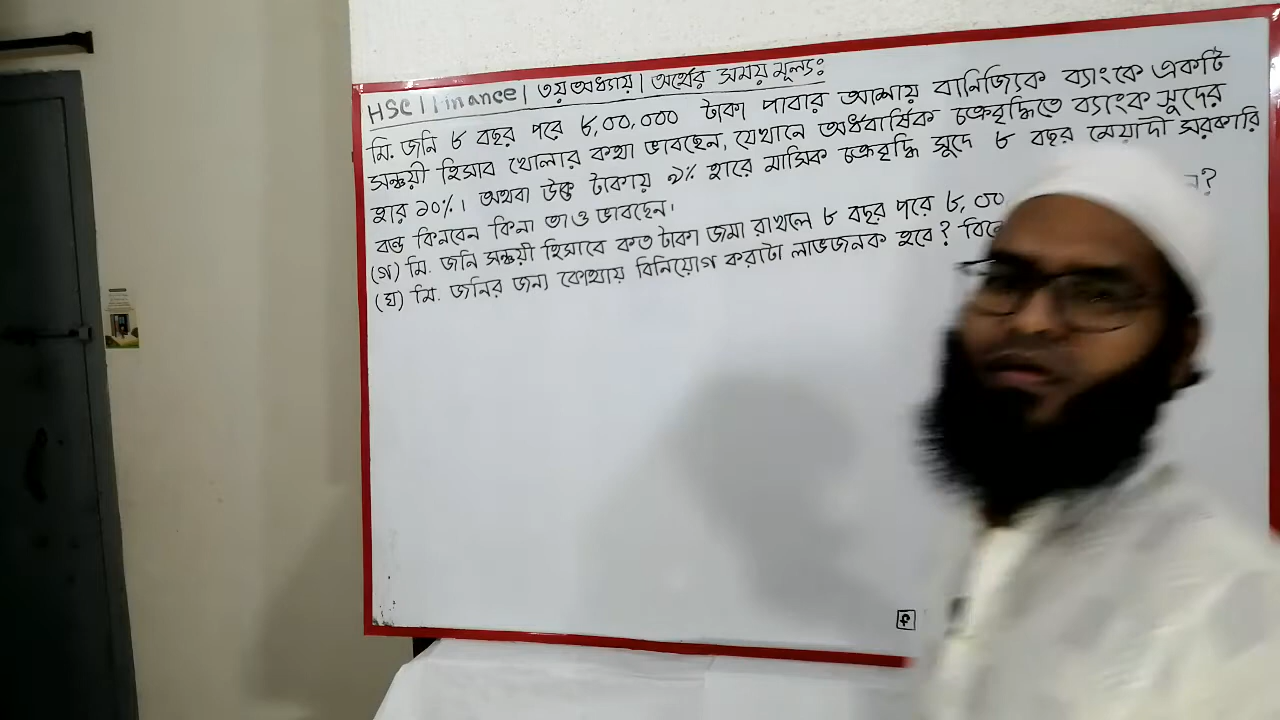 HSC | Finance | ৩য় অধ্যায় | অর্থের সময় মূল্যঃ
মি. জনি ৮ বছর পরে ৮,০০,০০০ টাকা পাবার আশায় বানিজ্যিক ব্যাংকে একটি
সঞ্চয়ী হিসাব খোলার কথা ভাবছেন, যেখানে অর্ধবার্ষিক চক্রবৃদ্ধিতে ব্যাংক সুদের
হার ১০%। অথবা উক্ত টাকায় ৯% হারে মাসিক চক্রবৃদ্ধি সুদে ৮ বছর মেয়াদী সরকারি
বন্ড কিনবেন কিনা তাও ভাবছেন।
(গ) মি. জনি সঞ্চয়ী হিসাবে কত টাকা জমা রাখলে ৮ বছর পরে ৮,০০ ন?
(ঘ) মি. জনির জন্য কোথায় বিনিয়োগ করাটা লাভজনক হবে?